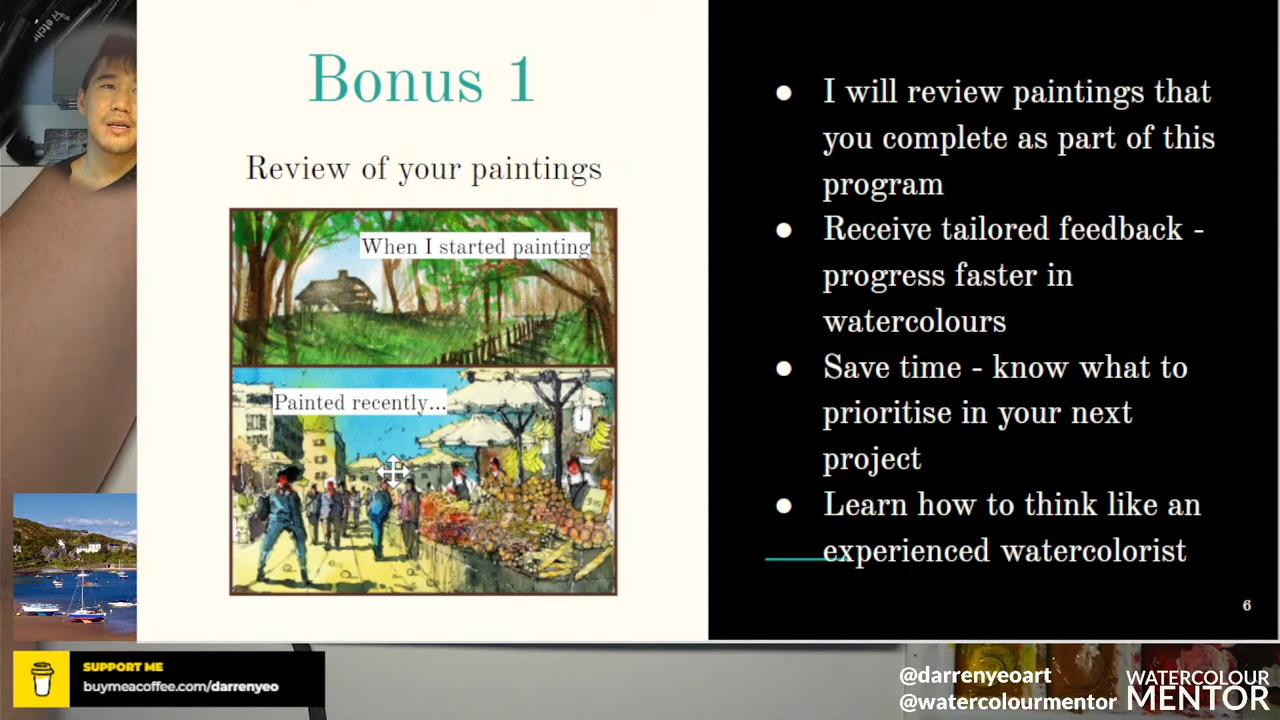 Bonus 1
Review of your paintings
When I started painting
Painted recently...
● I will review paintings that
you complete as part of this
program
● Receive tailored feedback -
progress faster in
watercolours
● Save time - know what to
prioritise in your next
project
● Learn how to think like an
experienced watercolorist
6
SUPPORT ME
buymeacoffee.com/darrenyeo
@darrenyeoart
@watercolourmentor
WATERCOLOUR
MENTOR